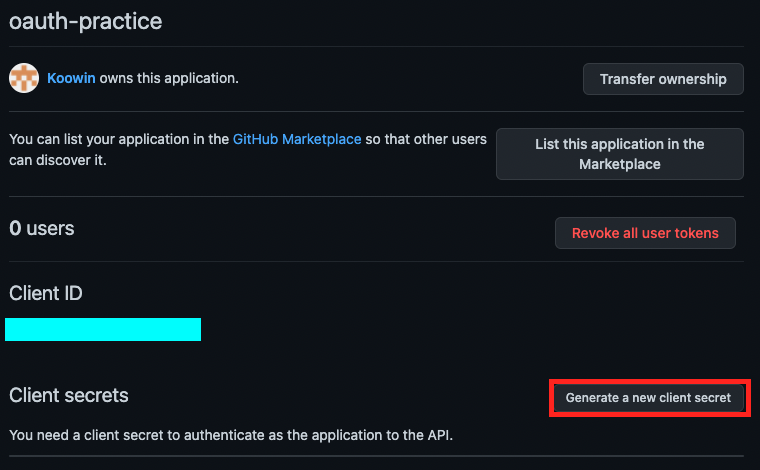 oauth-practice
Koowin owns this application.
Transfer ownership
You can list your application in the GitHub Marketplace so that other users
can discover it.
List this application in the
Marketplace
0 users
Revoke all user tokens
Client ID
Client secrets
Generate a new client secret
You need a client secret to authenticate as the application to the API.